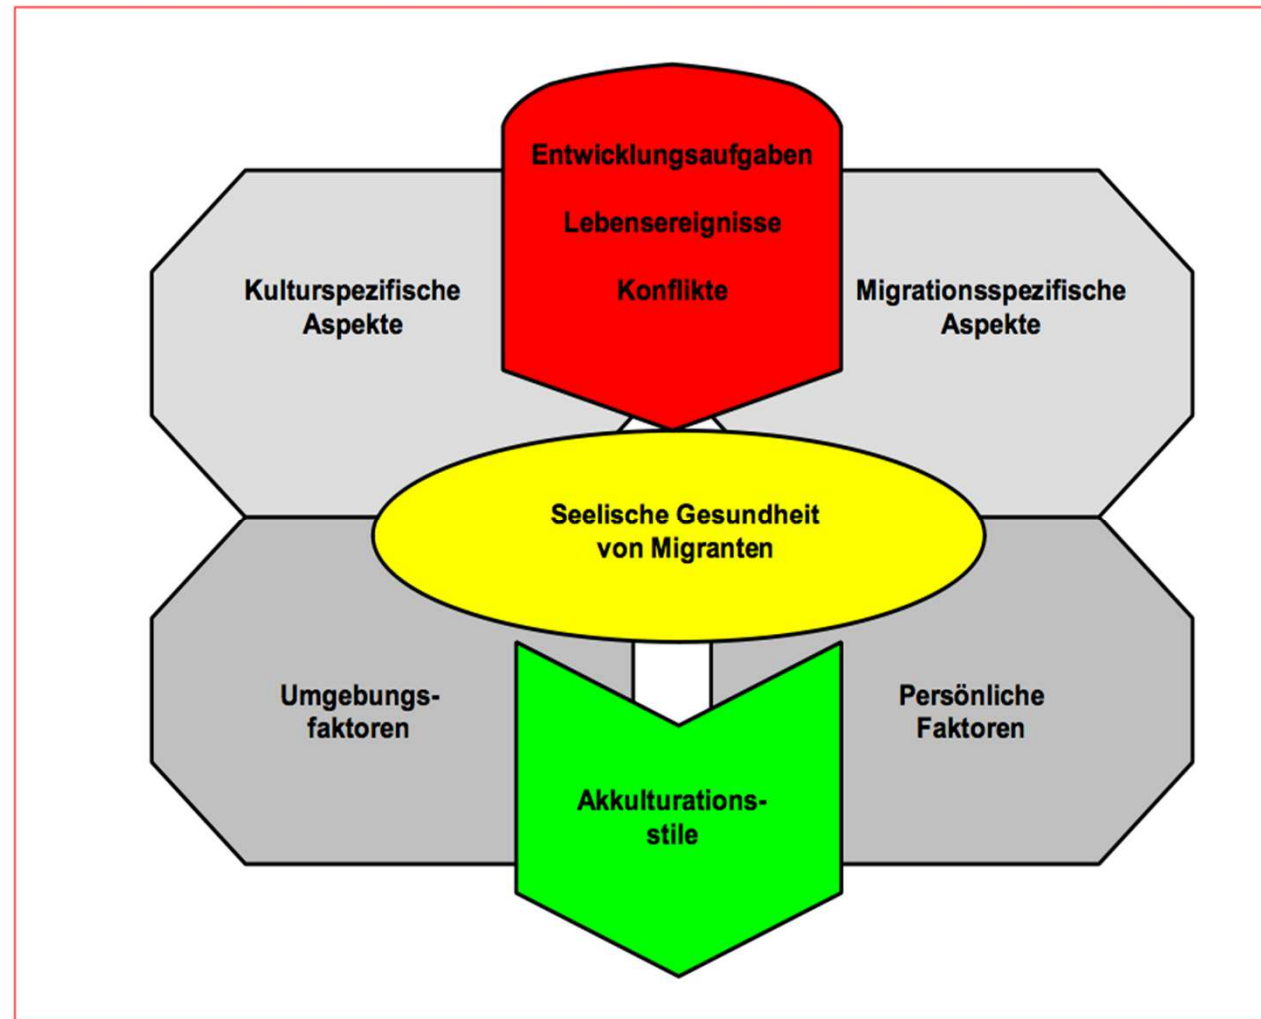 Entwicklungsaufgaben
Lebensereignisse
Konflikte
Kulturspezifische
Aspekte
Migrationsspezifische
Aspekte
Seelische Gesundheit
von Migranten
Umgebungs-
faktoren
Persönliche
Faktoren
Akkulturations-
stile